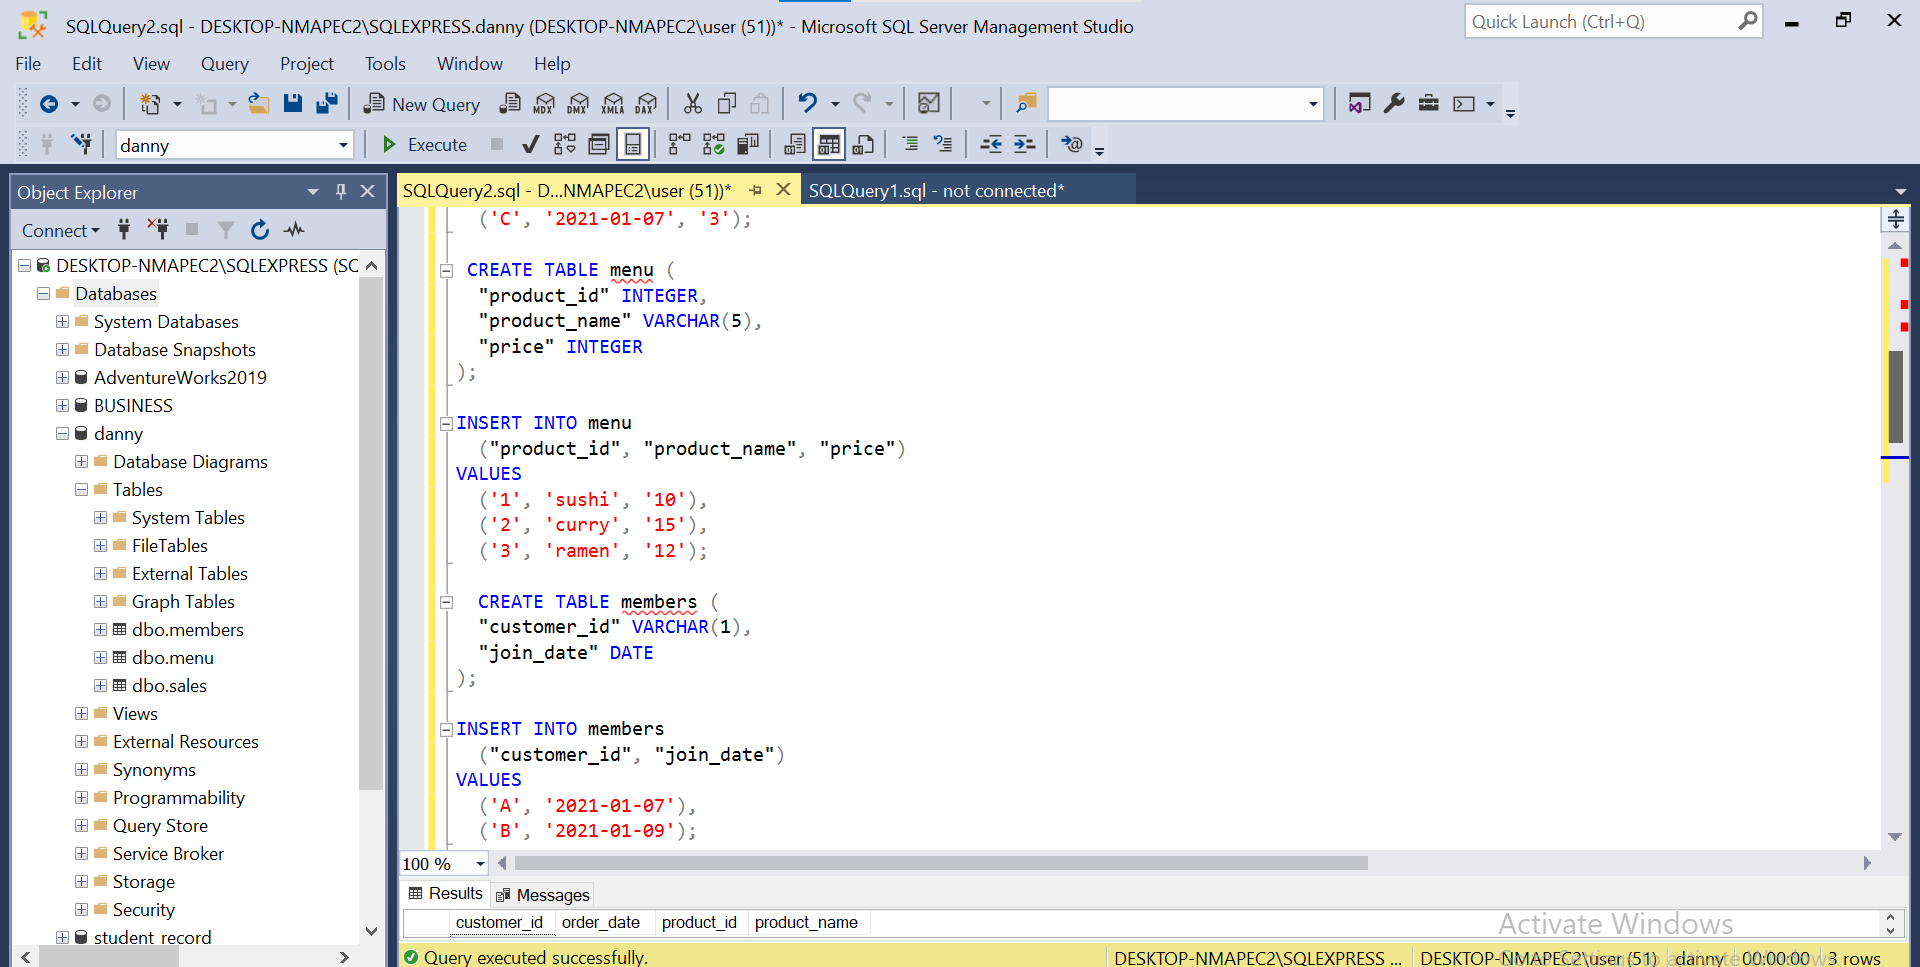 SQLQuery2.sql - DESKTOP-NMAPEC2\SQLEXPRESS.danny (DESKTOP-NMAPEC2\user (51))* - Microsoft SQL Server Management Studio
Quick Launch (Ctrl+Q)
File Edit View Query Project Tools Window Help
New Query MDX DMX XMLA DAX
danny Execute
Object Explorer
SQLQuery2.sql - D...NMAPEC2\user (51))* SQLQuery1.sql - not connected*
Connect
DESKTOP-NMAPEC2\SQLEXPRESS (SC
Databases
System Databases
Database Snapshots
AdventureWorks2019
BUSINESS
danny
Database Diagrams
Tables
System Tables
FileTables
External Tables
Graph Tables
dbo.members
dbo.menu
dbo.sales
Views
External Resources
Synonyms
Programmability
Query Store
Service Broker
Storage
Security
student record
('C', '2021-01-07', '3');
CREATE TABLE menu (
"product_id" INTEGER,
"product_name" VARCHAR(5),
"price" INTEGER
);
INSERT INTO menu
("product_id", "product_name", "price")
VALUES
('1', 'sushi', '10'),
('2', 'curry', '15'),
('3', 'ramen', '12');
CREATE TABLE members (
"customer_id" VARCHAR(1),
"join_date" DATE
);
INSERT INTO members
("customer_id", "join_date")
VALUES
('A', '2021-01-07'),
('B', '2021-01-09');
100 %
Results Messages
customer_id order_date product_id product_name
Activate Windows
Query executed successfully. DESKTOP-NMAPEC2\SQLEXPRESS ... DESKTOP-NMAPEC2\user (51) danny 00:00:00 3 rows